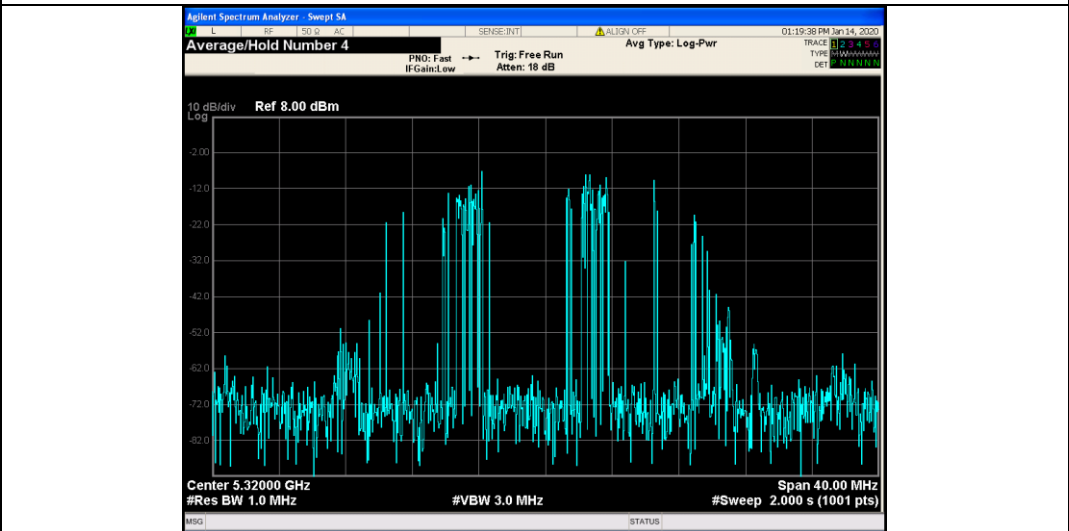 Agilent Spectrum Analyzer - Swept SA
LXI L RF 50 Ω AC SENSE:INT ALIGN OFF 01:19:38 PM Jan 14, 2020
Average/Hold Number 4
Avg Type: Log-Pwr
TRACE 1 2 3 4 5 6
PNO: Fast Trig: Free Run
TYPE M W W W W W
IFGain:Low Atten: 18 dB
DET P N N N N N
10 dB/div Ref 8.00 dBm
Log
-2.00
-12.0
-22.0
-32.0
-42.0
-52.0
-62.0
-72.0
-82.0
Center 5.32000 GHz Span 40.00 MHz
#Res BW 1.0 MHz #VBW 3.0 MHz #Sweep 2.000 s (1001 pts)
MSG STATUS